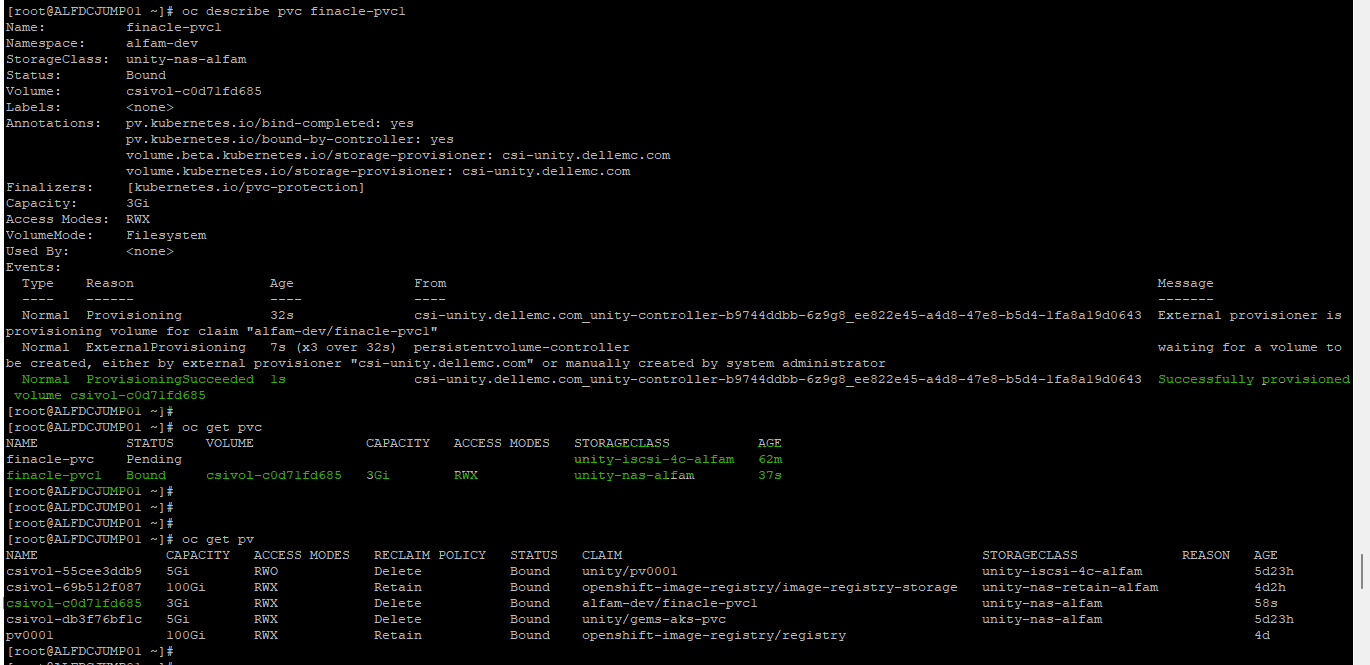 [root@ALFDCJUMP01 ~]# oc describe pvc finacle-pvc1
Name:          finacle-pvc1
Namespace:     alfam-dev
StorageClass:  unity-nas-alfam
Status:        Bound
Volume:        csivol-c0d71fd685
Labels:        <none>
Annotations:   pv.kubernetes.io/bind-completed: yes
               pv.kubernetes.io/bound-by-controller: yes
               volume.beta.kubernetes.io/storage-provisioner: csi-unity.dellemc.com
               volume.kubernetes.io/storage-provisioner: csi-unity.dellemc.com
Finalizers:    [kubernetes.io/pvc-protection]
Capacity:      3Gi
Access Modes:  RWX
VolumeMode:    Filesystem
Used By:       <none>
Events:
  Type    Reason                 Age                From                                                                                         Message
  ----    ------                 ----               ----                                                                                         -------
  Normal  Provisioning           32s                csi-unity.dellemc.com_unity-controller-b9744ddbb-6z9g8_ee822e45-a4d8-47e8-b5d4-1fa8a19d0643  External provisioner is
provisioning volume for claim "alfam-dev/finacle-pvc1"
  Normal  ExternalProvisioning   7s (x3 over 32s)  persistentvolume-controller                                                                  waiting for a volume to
be created, either by external provisioner "csi-unity.dellemc.com" or manually created by system administrator
  Normal  ProvisioningSucceeded  1s                 csi-unity.dellemc.com_unity-controller-b9744ddbb-6z9g8_ee822e45-a4d8-47e8-b5d4-1fa8a19d0643  Successfully provisioned
 volume csivol-c0d71fd685
[root@ALFDCJUMP01 ~]#
[root@ALFDCJUMP01 ~]# oc get pvc
NAME           STATUS    VOLUME              CAPACITY   ACCESS MODES   STORAGECLASS           AGE
finacle-pvc    Pending                                                 unity-iscsi-4c-alfam   62m
finacle-pvc1   Bound     csivol-c0d71fd685   3Gi        RWX            unity-nas-alfam        37s
[root@ALFDCJUMP01 ~]#
[root@ALFDCJUMP01 ~]#
[root@ALFDCJUMP01 ~]#
[root@ALFDCJUMP01 ~]# oc get pv
NAME                CAPACITY   ACCESS MODES   RECLAIM POLICY   STATUS   CLAIM                                             STORAGECLASS             REASON   AGE
csivol-55cee3ddb9   5Gi        RWO            Delete           Bound    unity/pv0001                                      unity-iscsi-4c-alfam              5d23h
csivol-69b512f087   100Gi      RWX            Retain           Bound    openshift-image-registry/image-registry-storage   unity-nas-retain-alfam            4d2h
csivol-c0d71fd685   3Gi        RWX            Delete           Bound    alfam-dev/finacle-pvc1                            unity-nas-alfam                   58s
csivol-db3f76bf1c   5Gi        RWX            Delete           Bound    unity/gems-aks-pvc                                unity-nas-alfam                   5d23h
pv0001              100Gi      RWX            Retain           Bound    openshift-image-registry/registry                                                   4d
[root@ALFDCJUMP01 ~]#